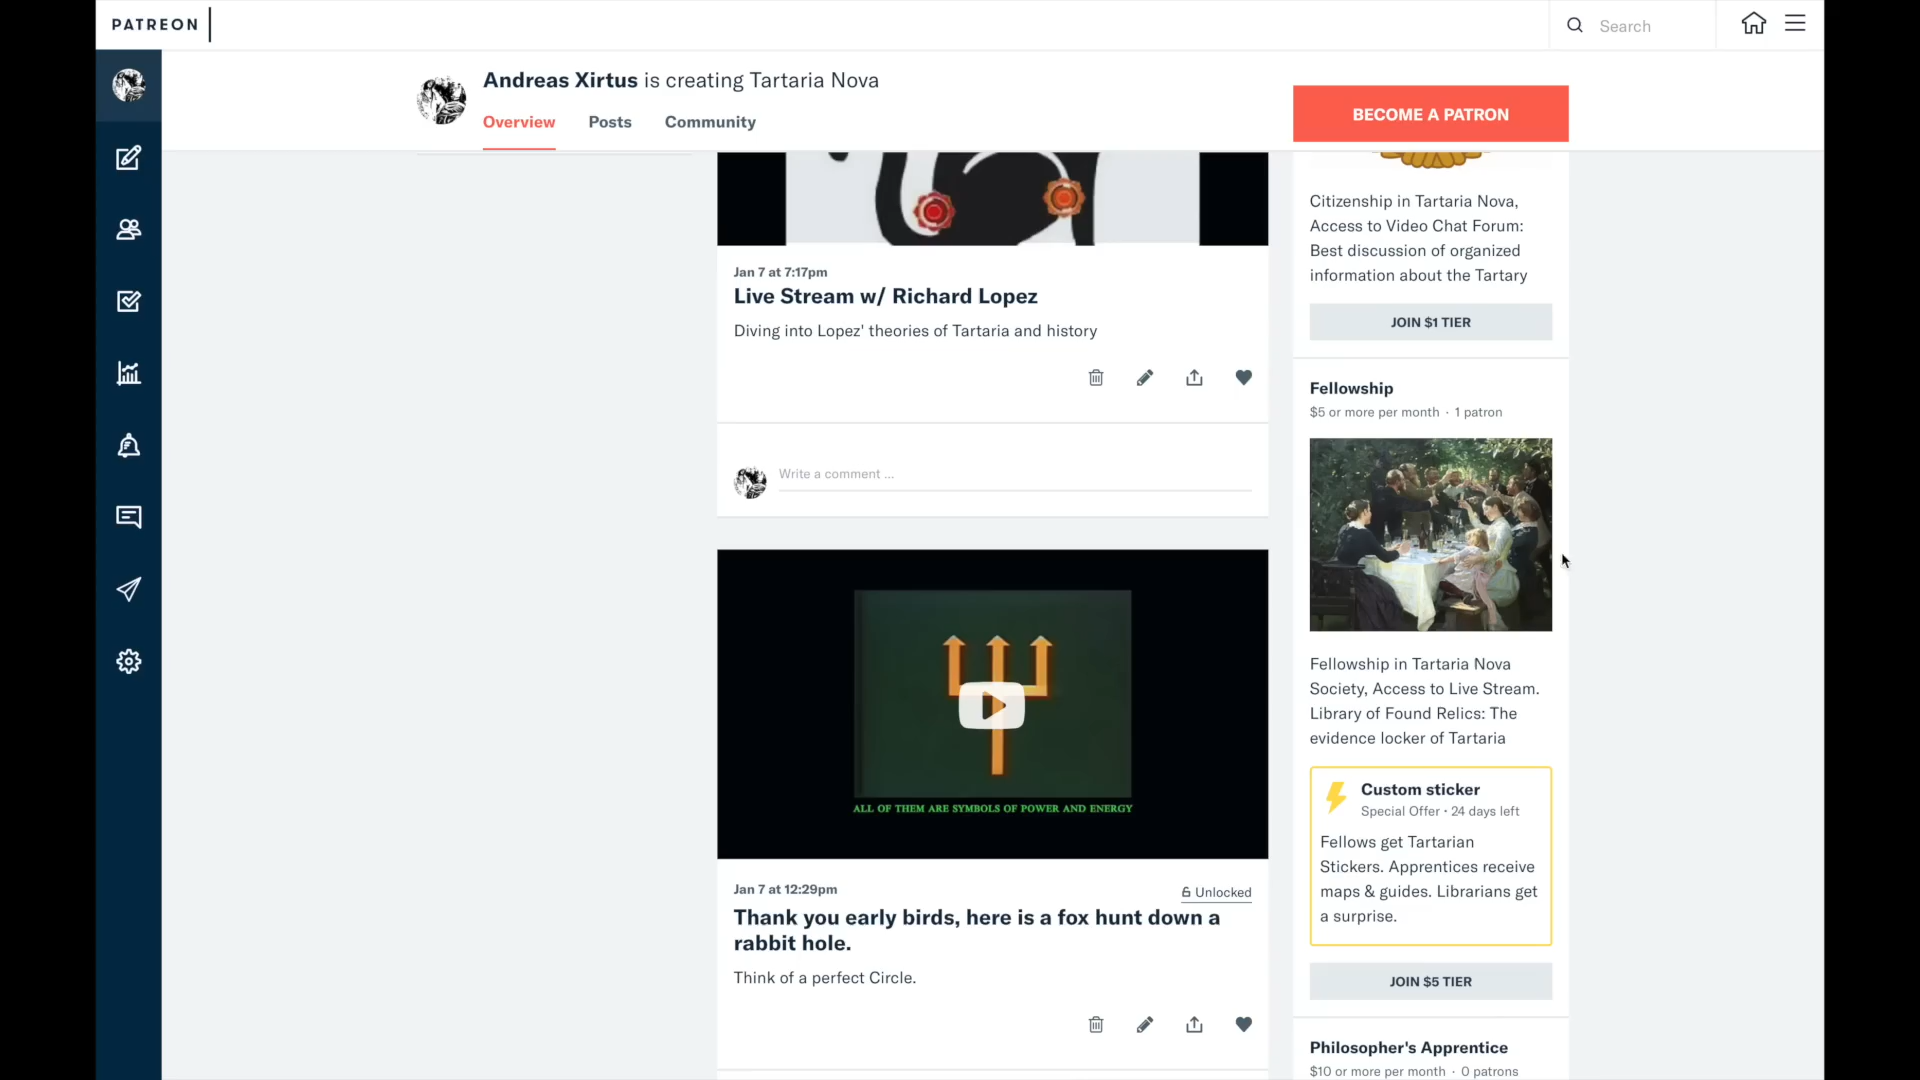 PATREON
Search
Andreas Xirtus is creating Tartaria Nova
Overview
Posts
Community
BECOME A PATRON
Jan 7 at 7:17pm
Live Stream w/ Richard Lopez
Diving into Lopez' theories of Tartaria and history
Write a comment ...
ALL OF THEM ARE SYMBOLS OF POWER AND ENERGY
Jan 7 at 12:29pm
Unlocked
Thank you early birds, here is a fox hunt down a
rabbit hole.
Think of a perfect Circle.
Citizenship in Tartaria Nova,
Access to Video Chat Forum:
Best discussion of organized
information about the Tartary
JOIN $1 TIER
Fellowship
$5 or more per month · 1 patron
Fellowship in Tartaria Nova
Society, Access to Live Stream.
Library of Found Relics: The
evidence locker of Tartaria
Custom sticker
Special Offer · 24 days left
Fellows get Tartarian
Stickers. Apprentices receive
maps & guides. Librarians get
a surprise.
JOIN $5 TIER
Philosopher's Apprentice
$10 or more per month · 0 patrons